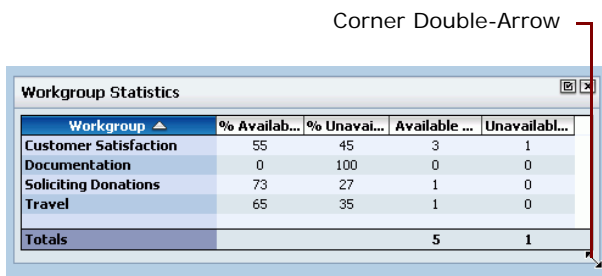 Corner Double-Arrow
Workgroup Statistics
Workgroup % Availab... % Unavai... Available ... Unavailabl...
Customer Satisfaction 55 45 3 1
Documentation 0 100 0 0
Soliciting Donations 73 27 1 0
Travel 65 35 1 0
Totals 5 1